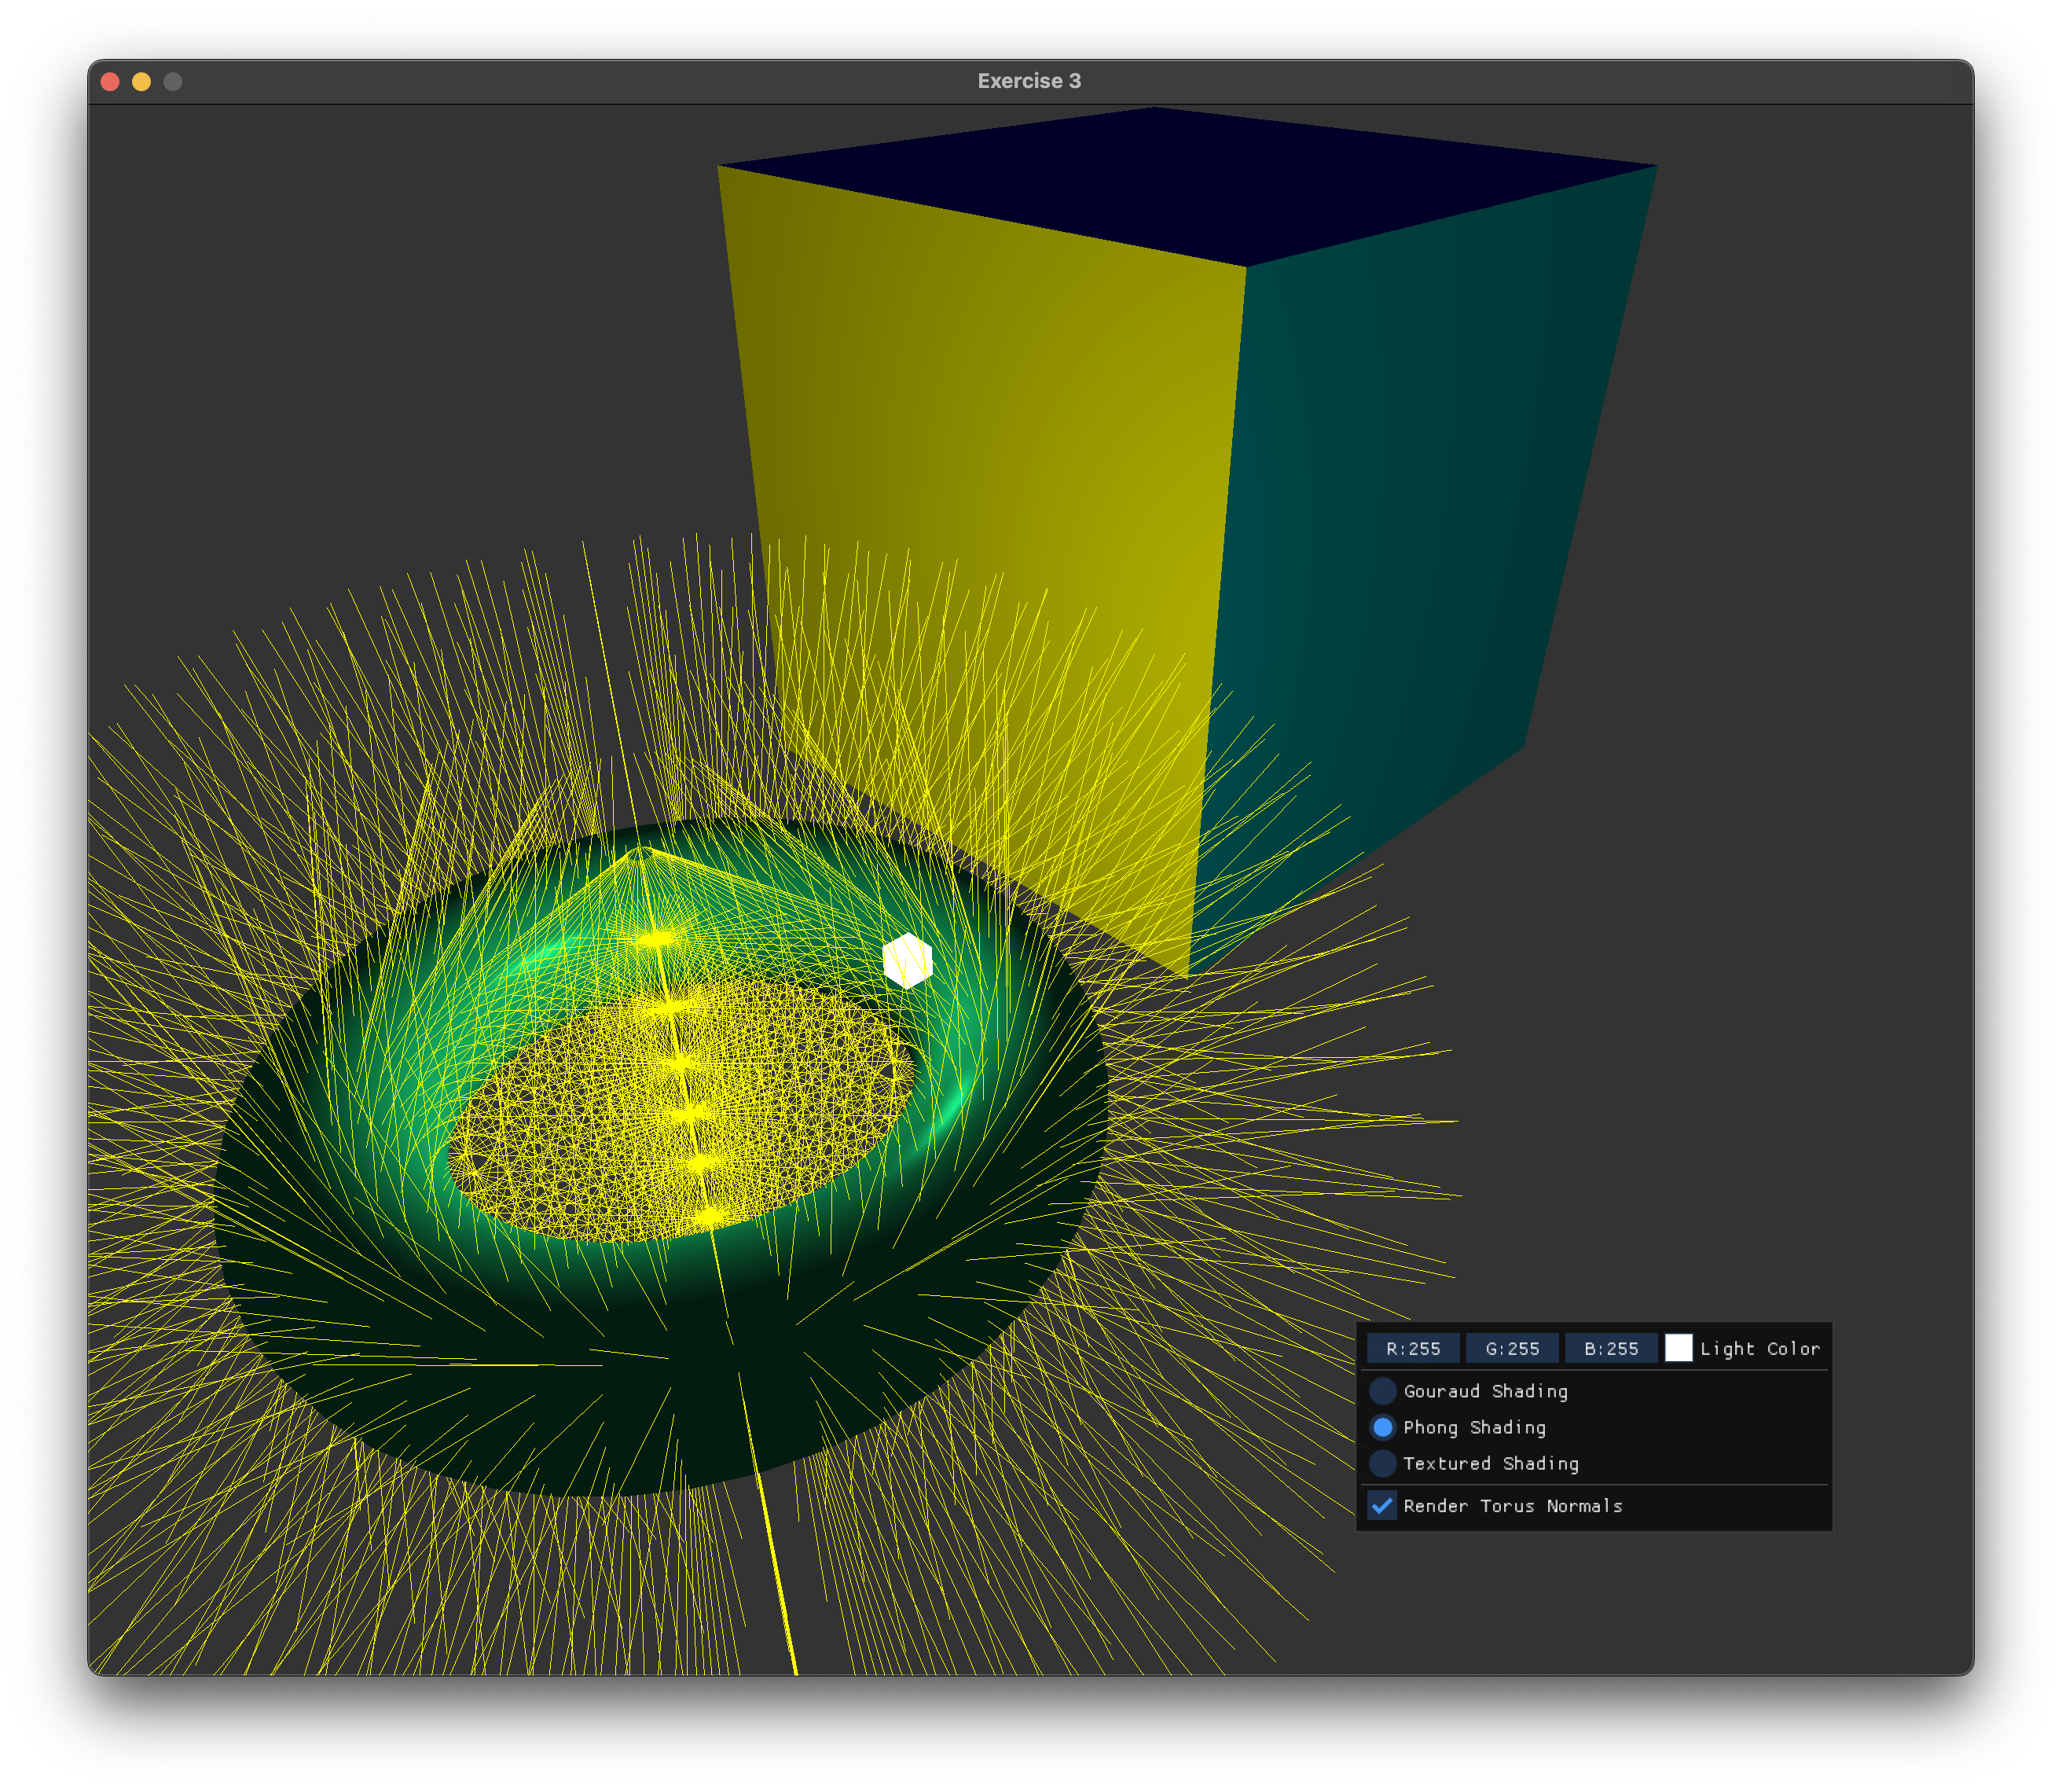 Exercise 3
R:255 G:255 B:255 Light Color
Gouraud Shading
Phong Shading
Textured Shading
Render Torus Normals